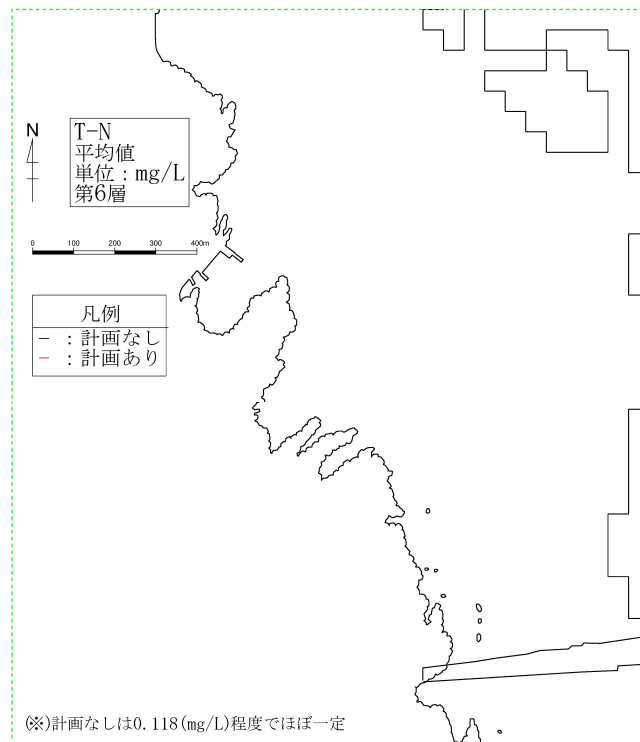 N
T-N
平均値
単位：mg/L
第6層
0 100 200 300 400m
凡例
－：計画なし
－：計画あり
(※)計画なしは0.118(mg/L)程度でほぼ一定